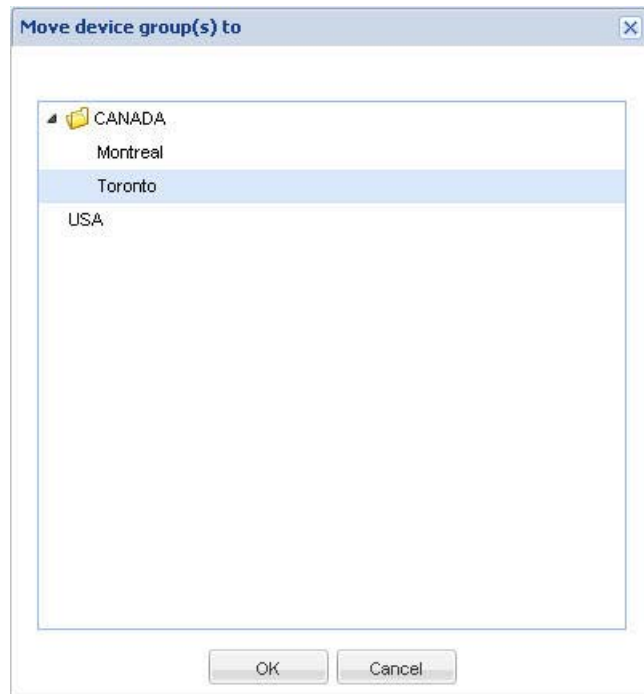 Move device group(s) to
CANADA
Montreal
Toronto
USA
OK
Cancel